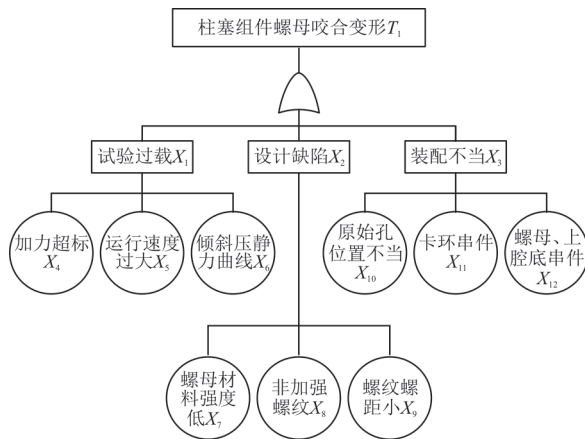 柱塞组件螺母咬合变形T₁
试验过载X₁
设计缺陷X₂
装配不当X₃
加力超标
X₄
运行速度
过大X₅
倾斜压静
力曲线X₆
原始孔
位置不当
X₁₀
卡环串件
X₁₁
螺母、上
腔底串件
X₁₂
螺母材
料强度
低X₇
非加强
螺纹X₈
螺纹螺
距小X₉